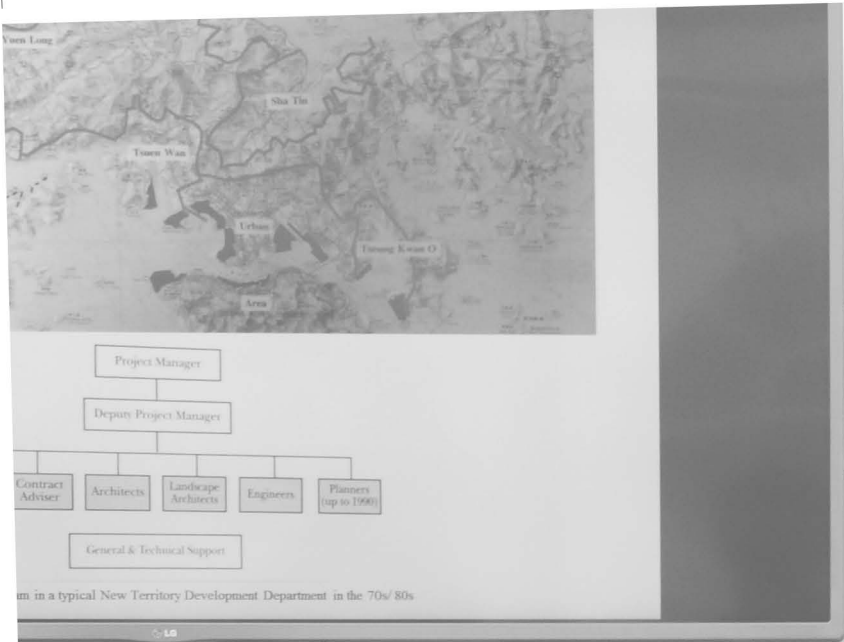 Yuen Long
Sha Tin
Tsuen Wan
Urban
Tseung Kwan O
Area
Project Manager
Deputy Project Manager
Contract
Adviser
Architects
Landscape
Architects
Engineers
Planners
(up to 1990)
General & Technical Support
am in a typical New Territory Development Department in the 70s/ 80s
LG